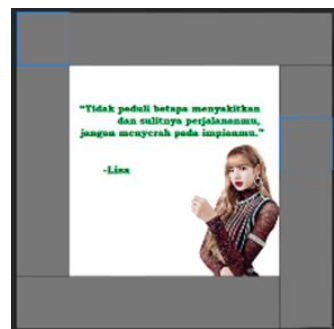 “Tidak peduli betapa menyakitkan
dan sulitnya perjalananmu,
jangan menyerah pada impianmu.”
-Lisa